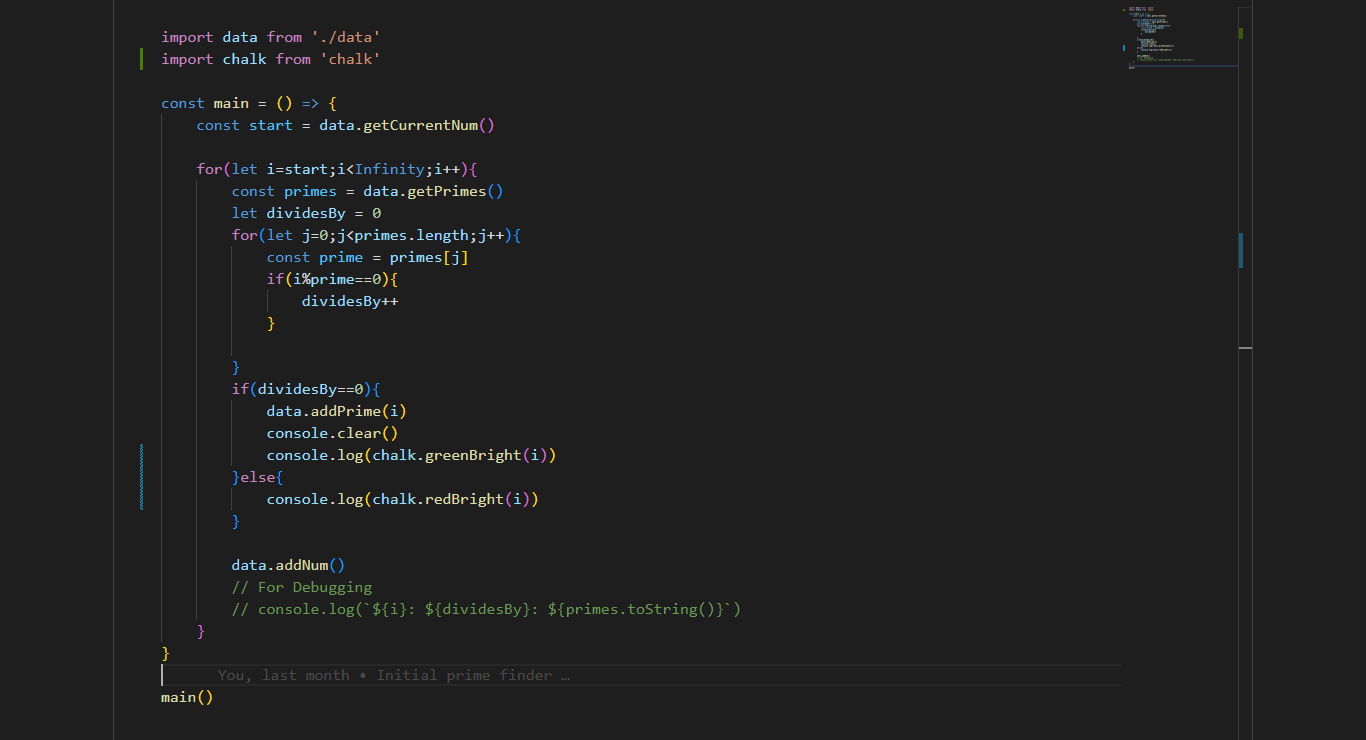 import data from './data'
import chalk from 'chalk'
const main = () => {
const start = data.getCurrentNum()
for(let i=start;i<Infinity;i++){
const primes = data.getPrimes()
let dividesBy = 0
for(let j=0;j<primes.length;j++){
const prime = primes[j]
if(i%prime==0){
dividesBy++
}
}
if(dividesBy==0){
data.addPrime(i)
console.clear()
console.log(chalk.greenBright(i))
}else{
console.log(chalk.redBright(i))
}
data.addNum()
// For Debugging
// console.log(`${i}: ${dividesBy}: ${primes.toString()}`)
}
}
You, last month • Initial prime finder …
main()